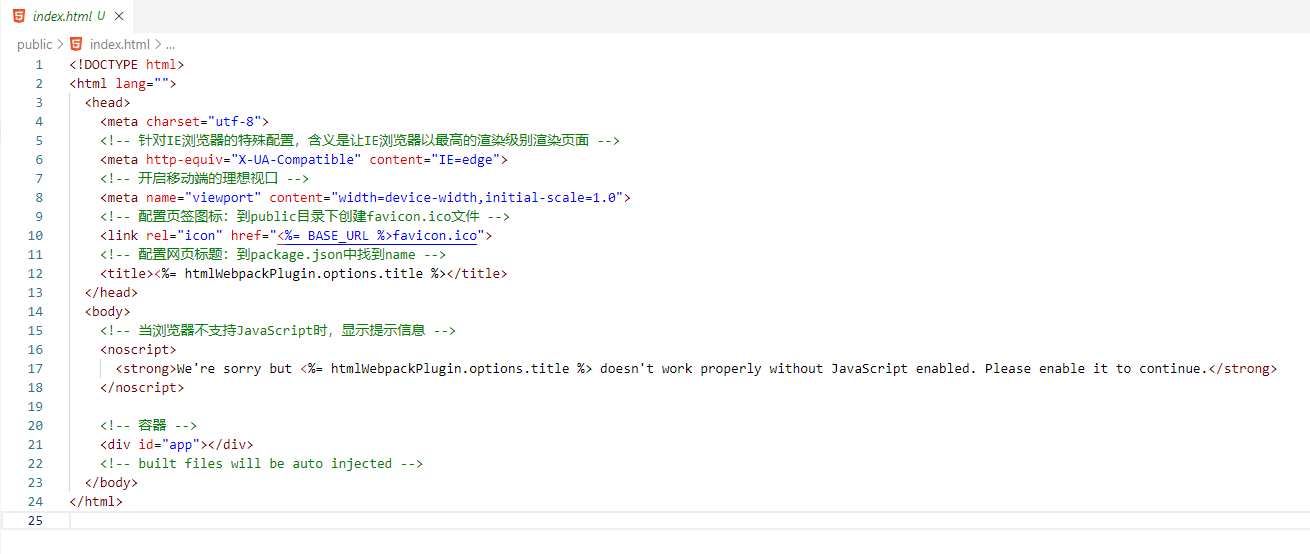 index.html U ×
public > index.html > ...
1 <!DOCTYPE html>
2 <html lang="">
3   <head>
4     <meta charset="utf-8">
5     <!-- 针对IE浏览器的特殊配置，含义是让IE浏览器以最高的渲染级别渲染页面 -->
6     <meta http-equiv="X-UA-Compatible" content="IE=edge">
7     <!-- 开启移动端的理想视口 -->
8     <meta name="viewport" content="width=device-width,initial-scale=1.0">
9     <!-- 配置页签图标：到public目录下创建favicon.ico文件 -->
10     <link rel="icon" href="<%= BASE_URL %>favicon.ico">
11     <!-- 配置网页标题：到package.json中找到name -->
12     <title><%= htmlWebpackPlugin.options.title %></title>
13   </head>
14   <body>
15     <!-- 当浏览器不支持JavaScript时，显示提示信息 -->
16     <noscript>
17       <strong>We're sorry but <%= htmlWebpackPlugin.options.title %> doesn't work properly without JavaScript enabled. Please enable it to continue.</strong>
18     </noscript>
19
20     <!-- 容器 -->
21     <div id="app"></div>
22     <!-- built files will be auto injected -->
23   </body>
24 </html>
25